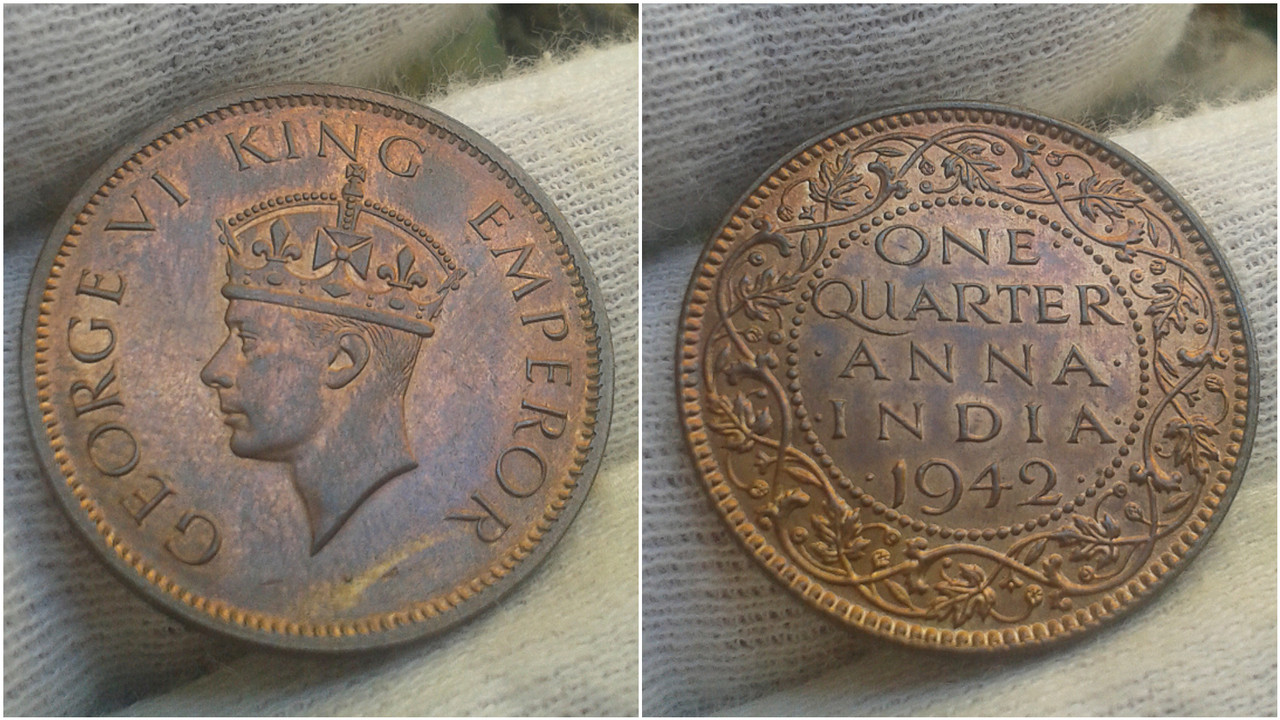 GEORGE VI KING EMPEROR
ONE
QUARTER
· ANNA ·
INDIA
· 1942 ·